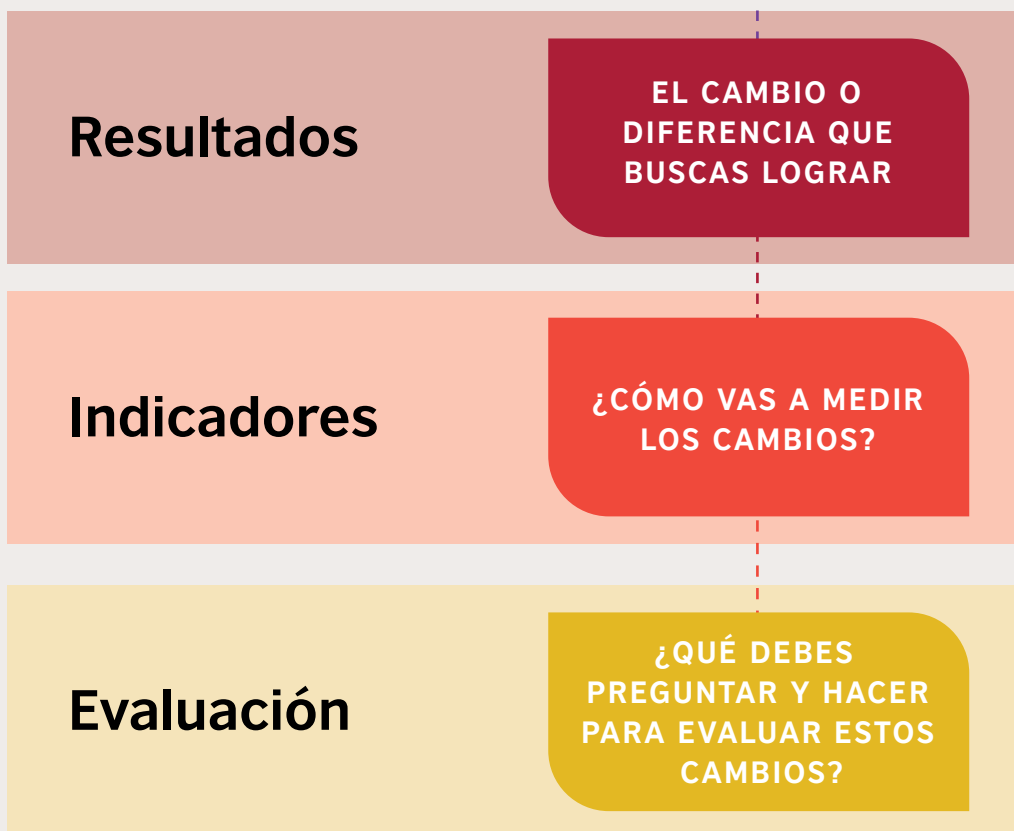 Resultados
EL CAMBIO O
DIFERENCIA QUE
BUSCAS LOGRAR
Indicadores
¿CÓMO VAS A MEDIR
LOS CAMBIOS?
Evaluación
¿QUÉ DEBES
PREGUNTAR Y HACER
PARA EVALUAR ESTOS
CAMBIOS?